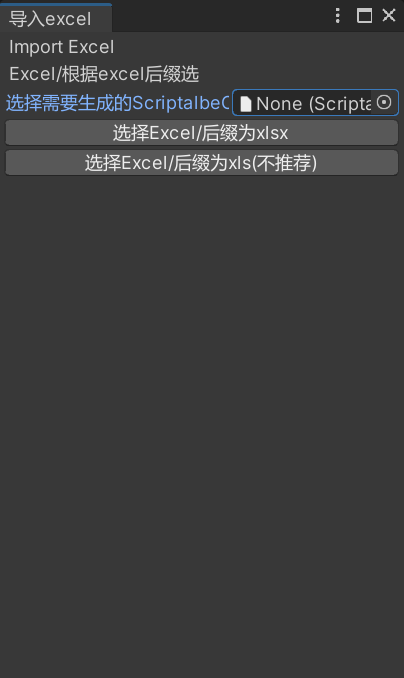 导入excel
Import Excel
Excel/根据excel后缀选
选择需要生成的ScriptalbeC None (Scripta
选择Excel/后缀为xlsx
选择Excel/后缀为xls(不推荐)